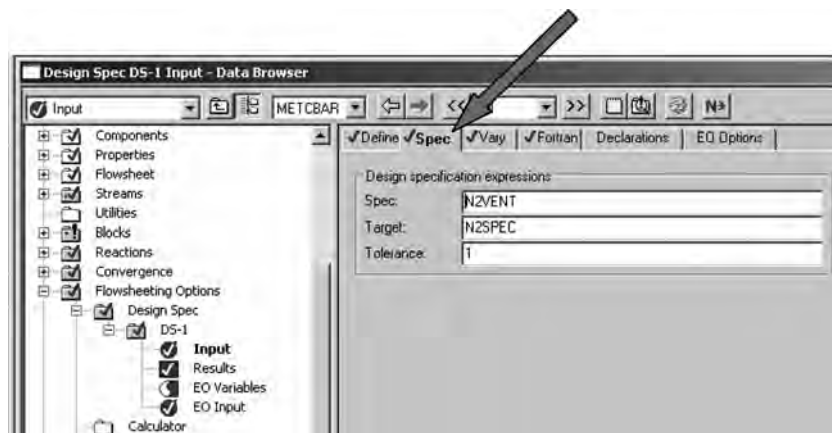 Design Spec DS-1 Input - Data Browser
Input METCBAR << >> N>
Components
Properties
Flowsheet
Streams
Utilities
Blocks
Reactions
Convergence
Flowsheeting Options
Design Spec
DS-1
Input
Results
EO Variables
EO Input
Calculator
Define Spec Vary Fortran Declarations EO Options
Design specification expressions
Spec: N2VENT
Target: N2SPEC
Tolerance: 1